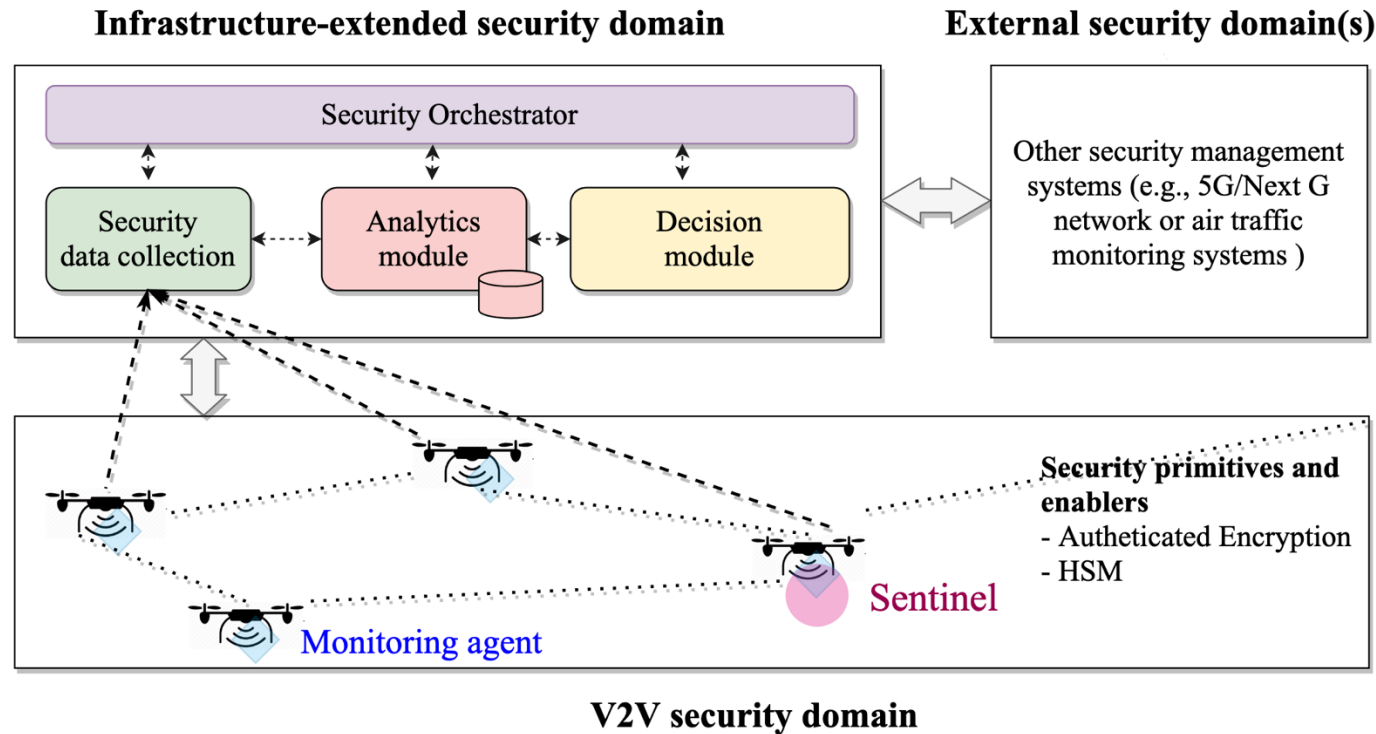 Infrastructure-extended security domain
External security domain(s)
Security Orchestrator
Security
data collection
Analytics
module
Decision
module
Other security management
systems (e.g., 5G/Next G
network or air traffic
monitoring systems )
Security primitives and
enablers
- Autheticated Encryption
- HSM
Sentinel
Monitoring agent
V2V security domain